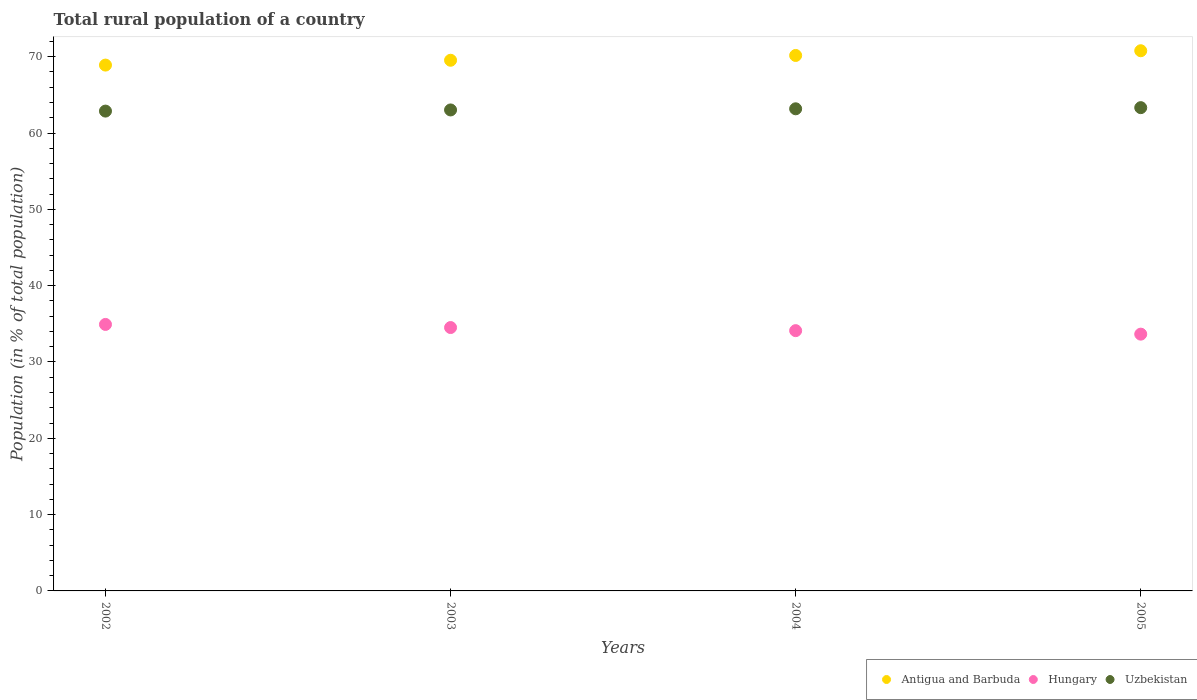 Total rural population of a country
Population (in % of total population)
70
60
50
40
30
20
10
0
2002
2003
2004
2005
Years
Antigua and Barbuda
Hungary
Uzbekistan